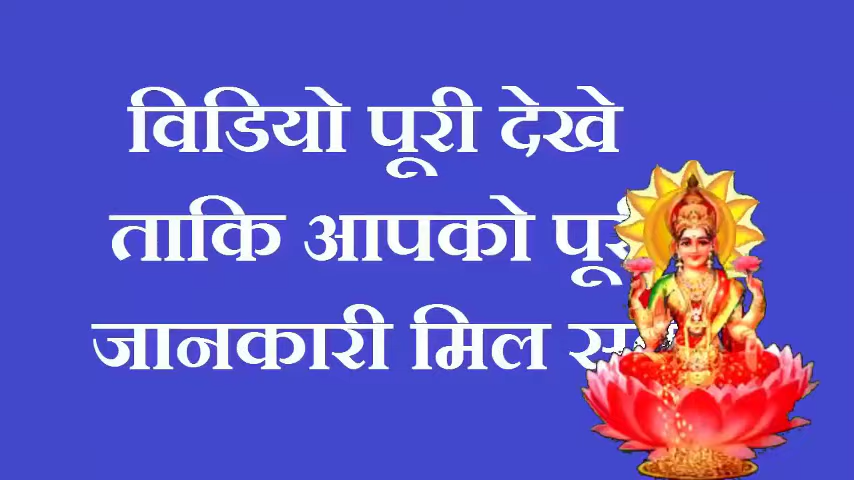 विडियो पूरी देखे
ताकि आपको
जानकारी मिल